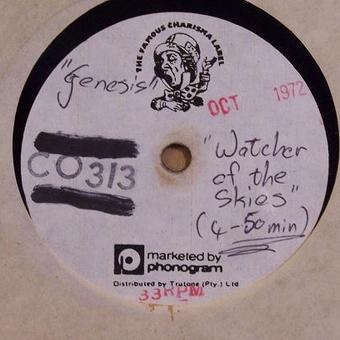 THE FAMOUS CHARISMA LABEL
"Genesis"
OCT 1972
CO313
"Watcher
of the
Skies"
(4-50 min)
marketed by
phonogram
Distributed by Trutone (Pty.) Ltd
33RPM